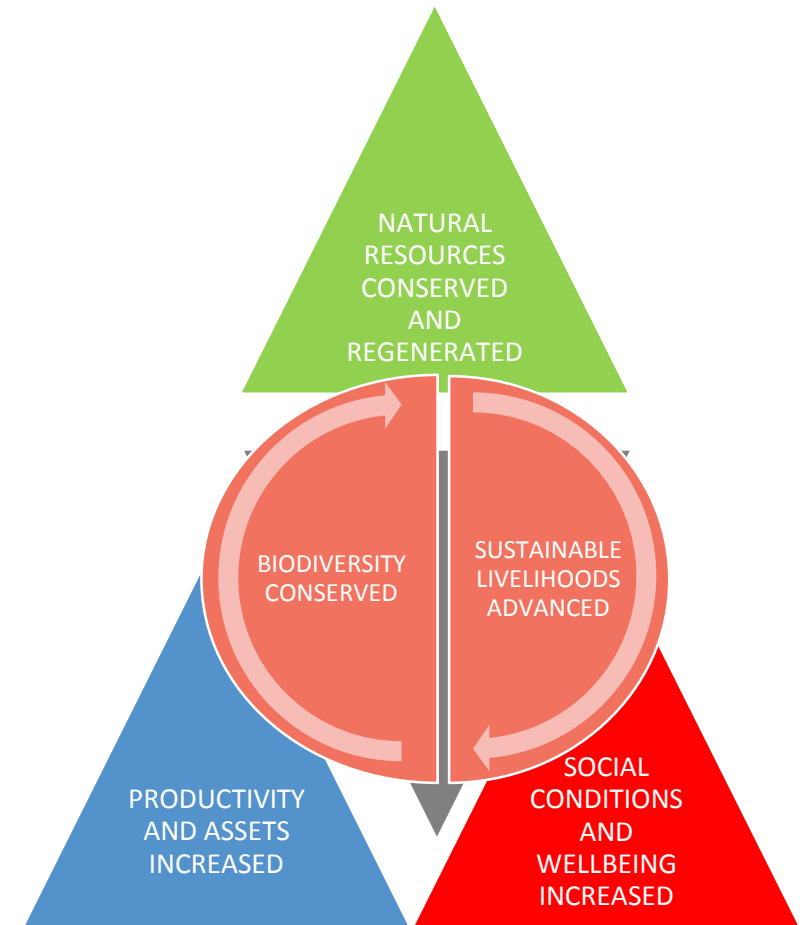 NATURAL
RESOURCES
CONSERVED
AND
REGENERATED
BIODIVERSITY
CONSERVED
SUSTAINABLE
LIVELIHOODS
ADVANCED
PRODUCTIVITY
AND ASSETS
INCREASED
SOCIAL
CONDITIONS
AND
WELLBEING
INCREASED